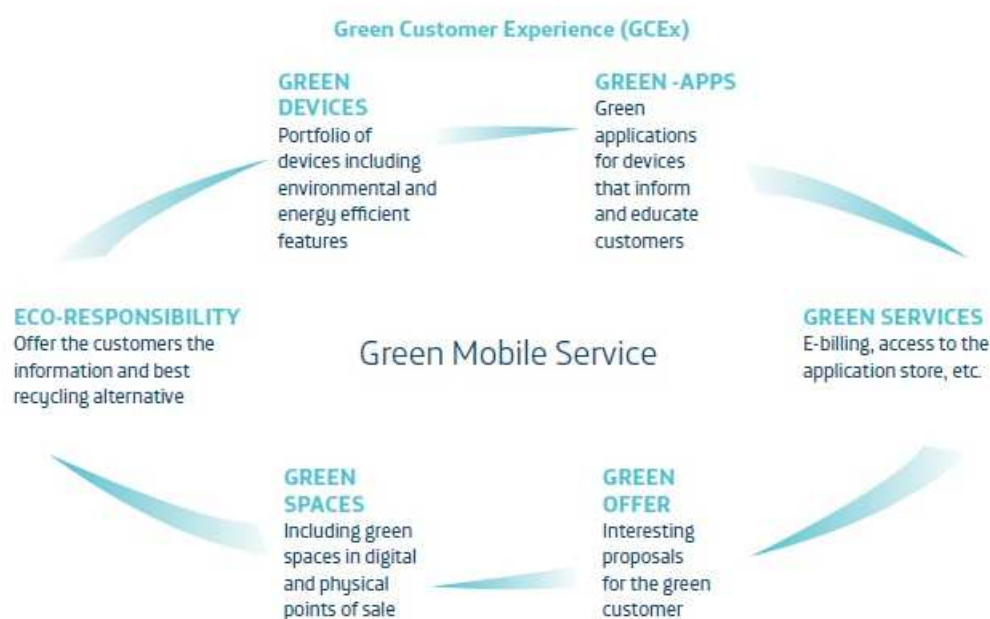 Green Customer Experience (GCEx)
GREEN
DEVICES
Portfolio of
devices including
environmental and
energy efficient
features
GREEN -APPS
Green
applications
for devices
that inform
and educate
customers
ECO-RESPONSIBILITY
Offer the customers the
information and best
recycling alternative
Green Mobile Service
GREEN SERVICES
E-billing, access to the
application store, etc.
GREEN
SPACES
Including green
spaces in digital
and physical
points of sale
GREEN
OFFER
Interesting
proposals
for the green
customer